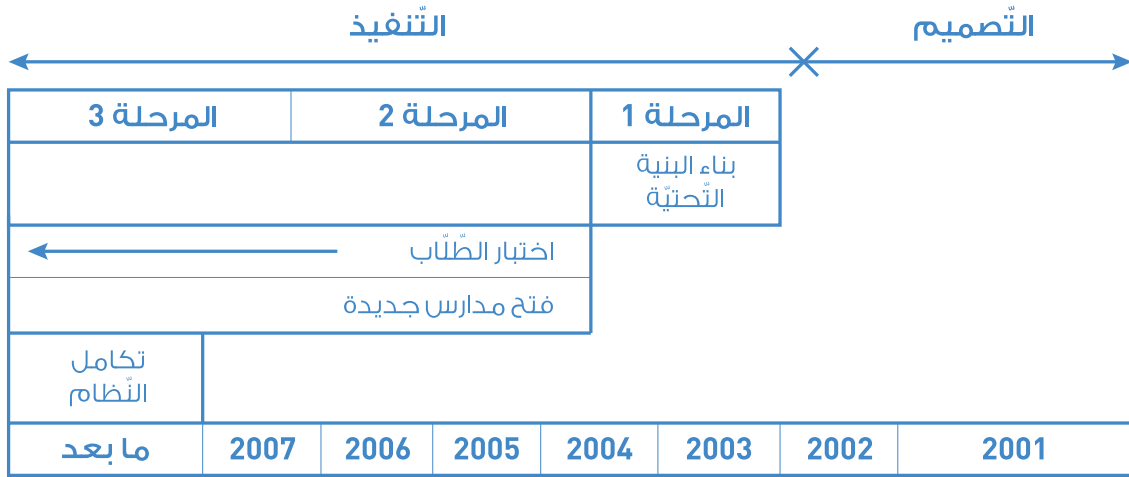 التّصميم
التّنفيذ
المرحلة 1
المرحلة 2
المرحلة 3
بناء البنية
التّحتيّة
اختبار الطّلّاب
فتح مدارس جديدة
تكامل
النّظام
2001
2002
2003
2004
2005
2006
2007
ما بعد